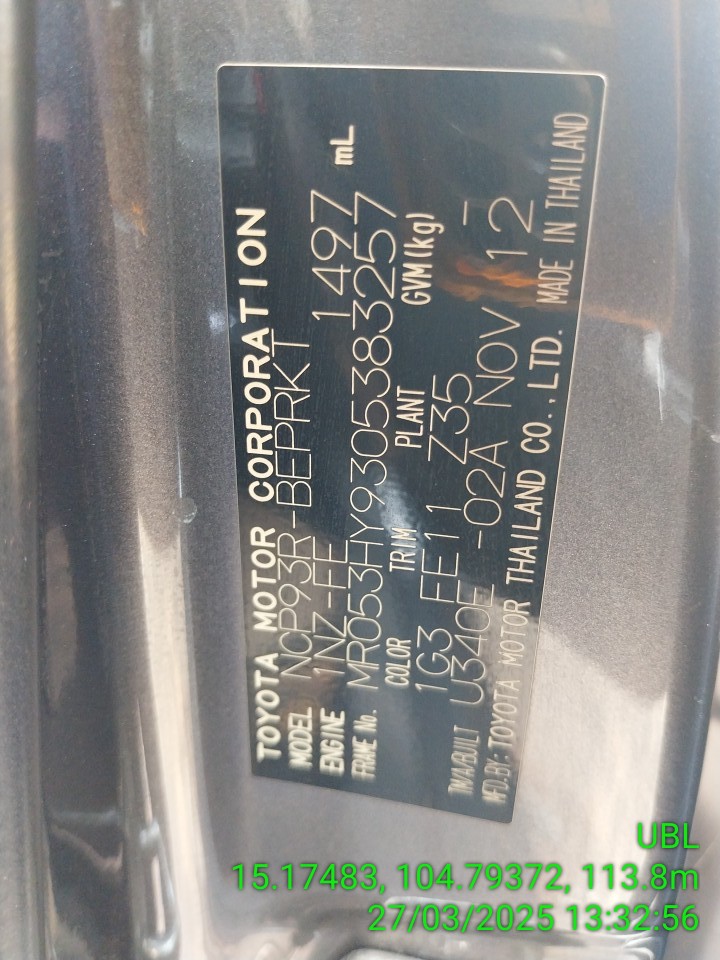 TOYOTA MOTOR CORPORATION
MODEL NCP93R-BEPRKT
ENGINE 1NZ-FE 1497 mL
FRAME No. MR053HY9305383257
COLOR TRIM PLANT GVM(kg)
1G3 FE11 Z35
TM/A/BUILT U340E -02A NOV 12
MFD.BY: TOYOTA MOTOR THAILAND CO.,LTD. MADE IN THAILAND
UBL
15.17483, 104.79372, 113.8m
27/03/2025 13:32:56